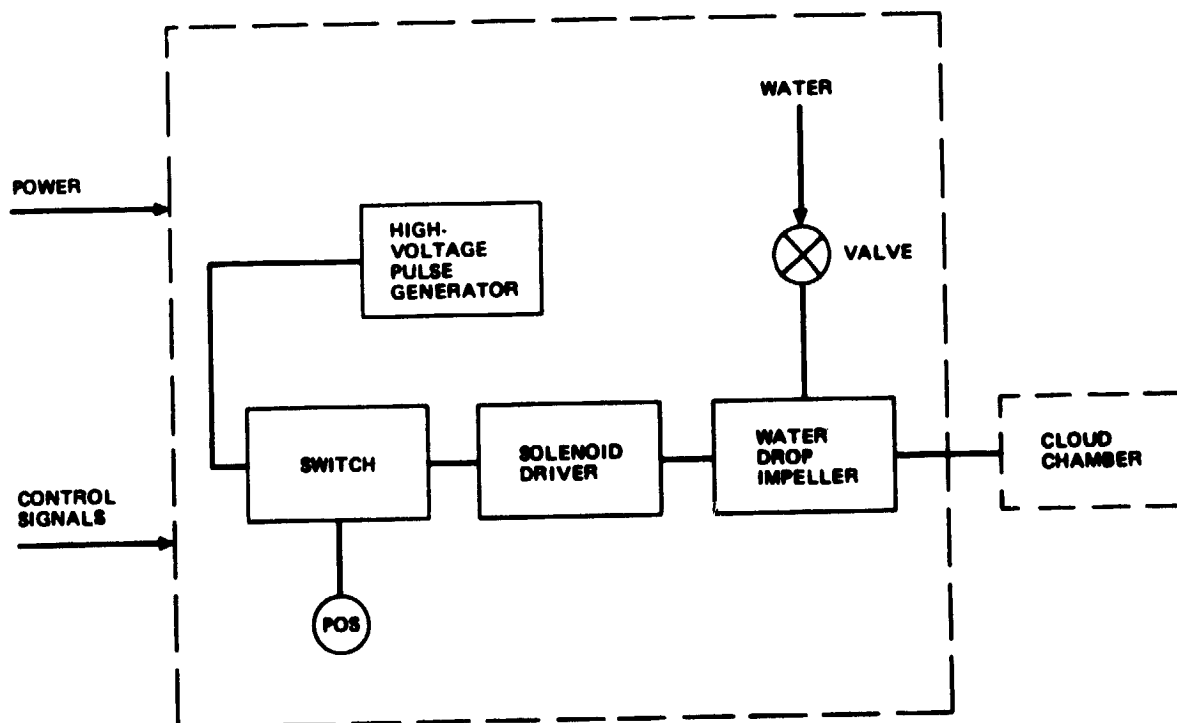 WATER
POWER
HIGH-
VOLTAGE
PULSE
GENERATOR
VALVE
SWITCH
SOLENOID
DRIVER
WATER
DROP
IMPELLER
CLOUD
CHAMBER
CONTROL
SIGNALS
POS